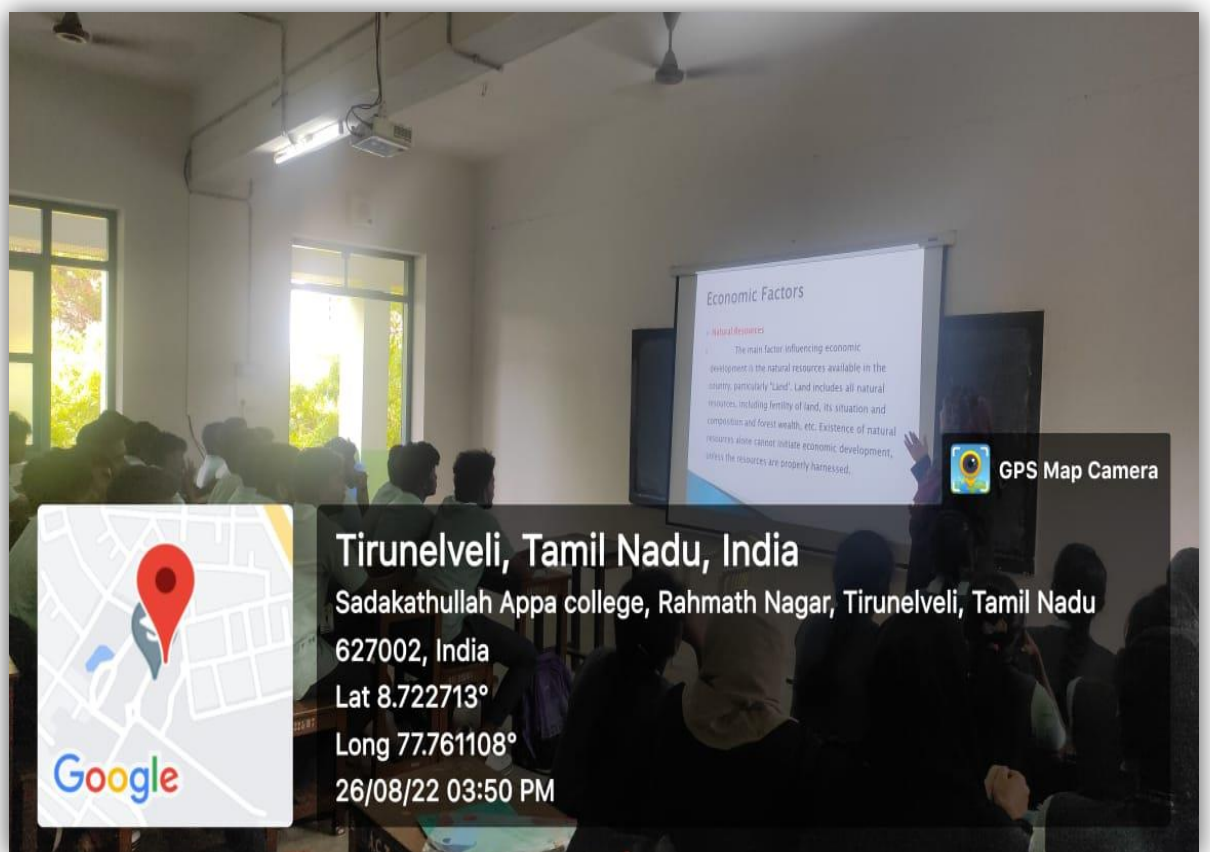 Economic Factors
Natural Resources
The main factor influencing economic
development is the natural resources available in the
country, particularly "Land". Land includes all natural
resources, including fertility of land, its situation and
composition and forest wealth, etc. Existence of natural
resources alone cannot initiate economic development,
unless the resources are properly harnessed.
GPS Map Camera
Tirunelveli, Tamil Nadu, India
Sadakathullah Appa college, Rahmath Nagar, Tirunelveli, Tamil Nadu
627002, India
Lat 8.722713°
Long 77.761108°
26/08/22 03:50 PM
Google